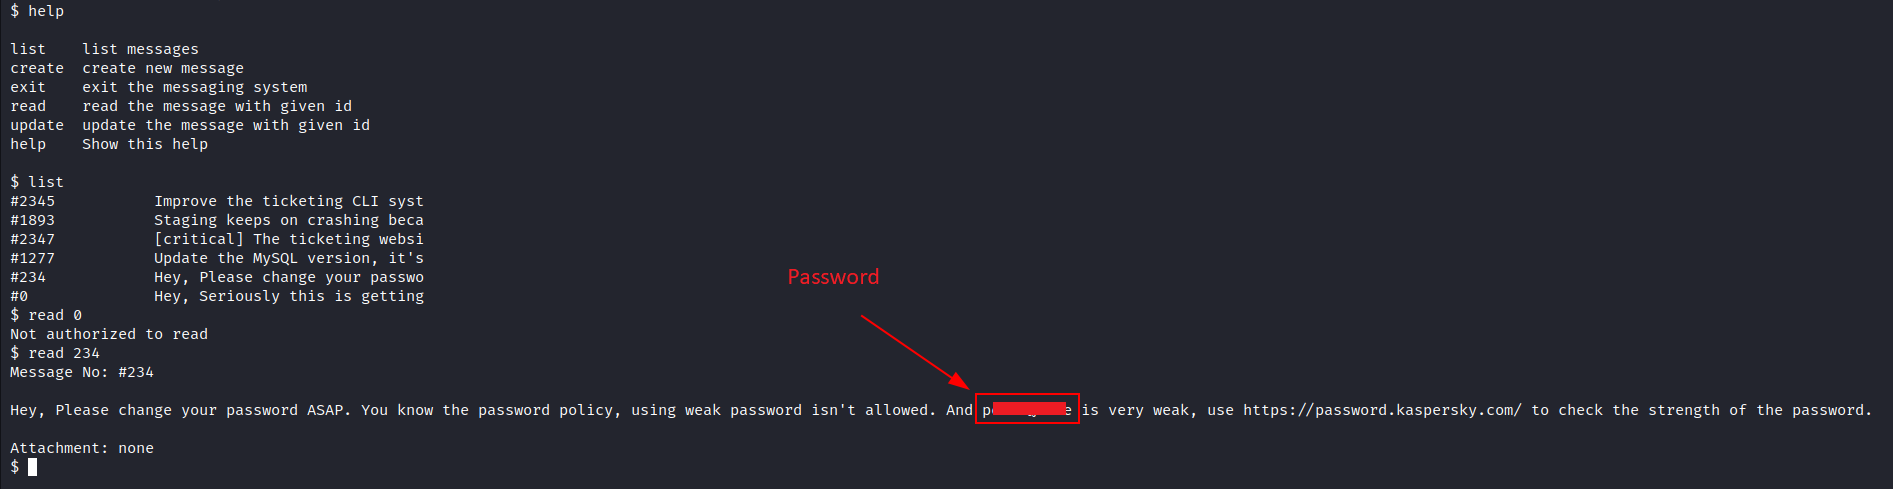 $ help
list    list messages
create  create new message
exit    exit the messaging system
read    read the message with given id
update  update the message with given id
help    Show this help
$ list
#2345           Improve the ticketing CLI syst
#1893           Staging keeps on crashing beca
#2347           [critical] The ticketing websi
#1277           Update the MySQL version, it's
#234            Hey, Please change your passwo
Password
#0              Hey, Seriously this is getting
$ read 0
Not authorized to read
$ read 234
Message No: #234
Hey, Please change your password ASAP. You know the password policy, using weak password isn't allowed. And is very weak, use https://password.kaspersky.com/ to check the strength of the password.
Attachment: none
$